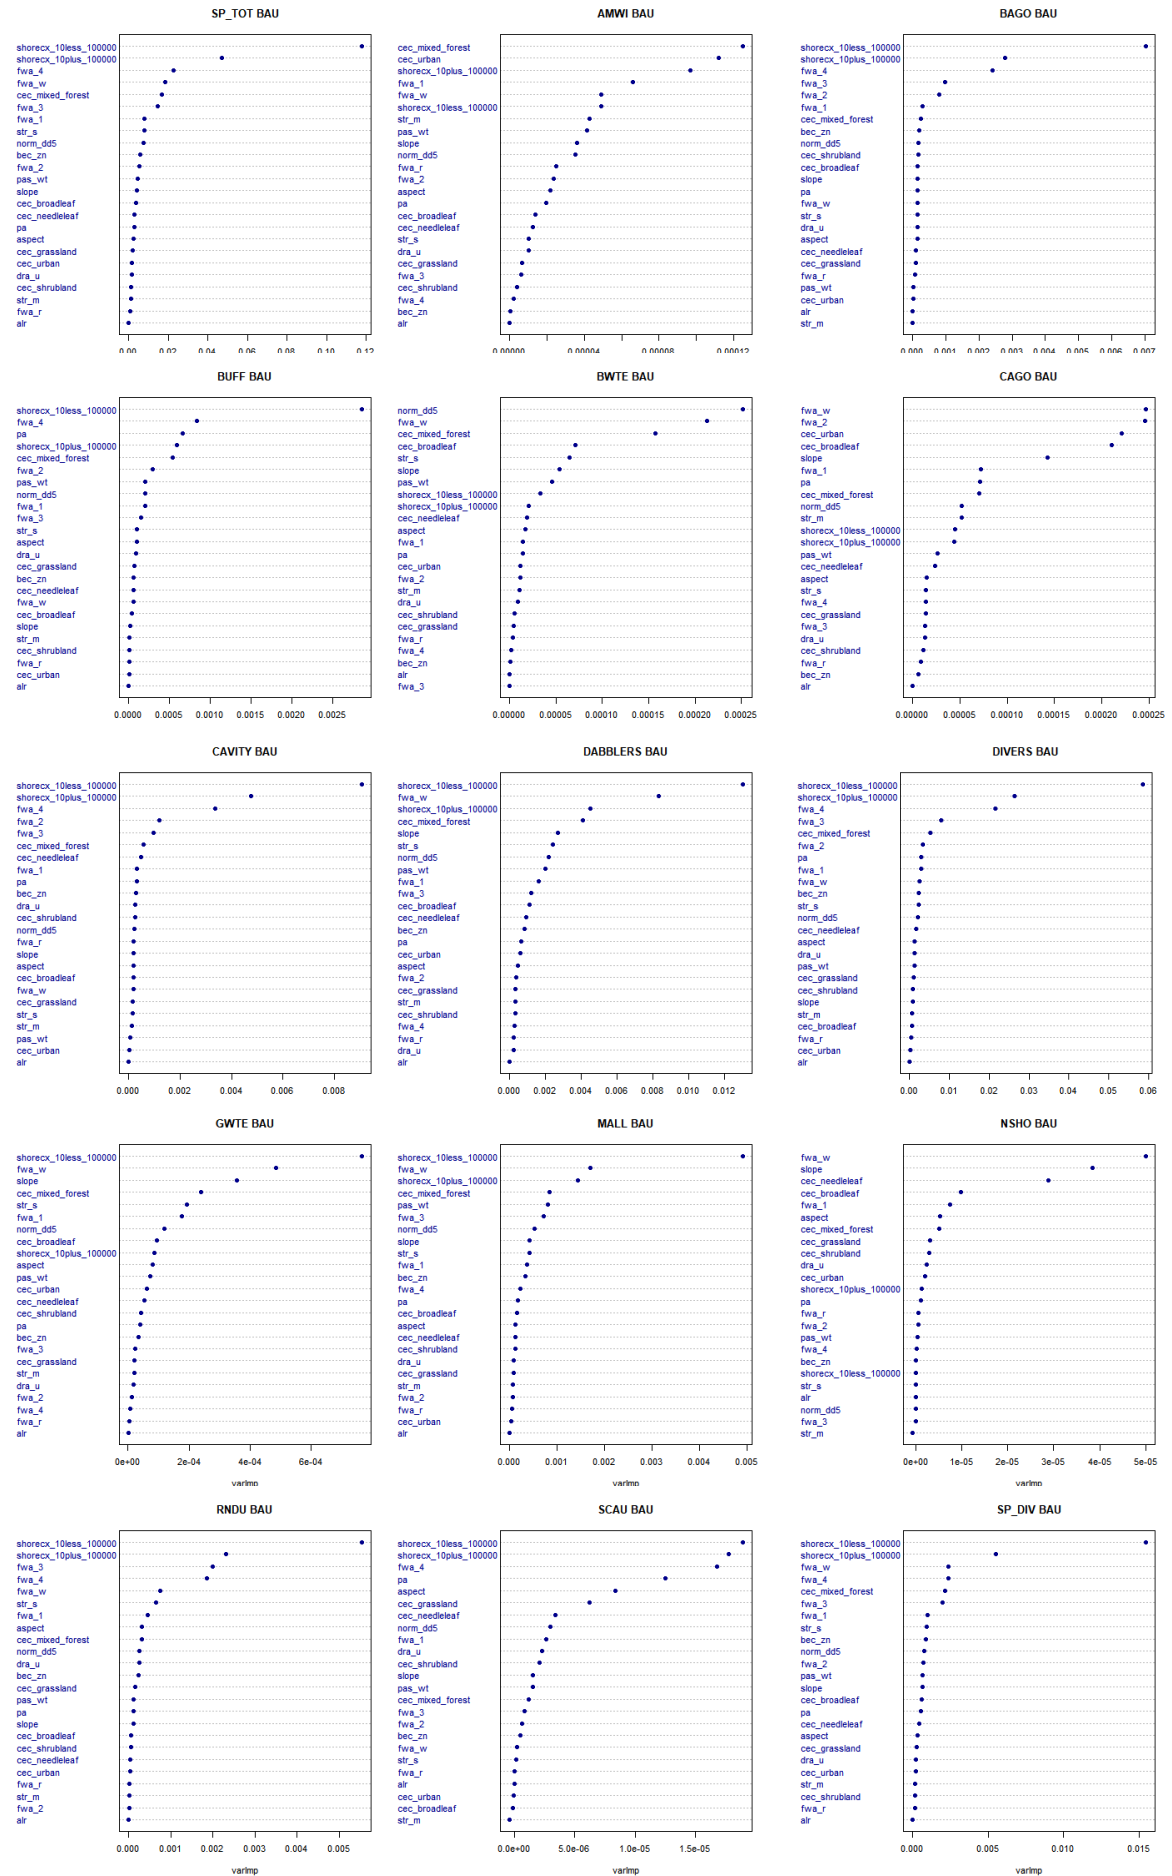 SP_TOT BAU
shorecx_10less_100000
shorecx_10plus_100000
fwa_4
fwa_w
cec_mixed_forest
fwa_3
fwa_1
str_s
norm_dd5
bec_zn
fwa_2
pas_wt
slope
cec_broadleaf
cec_needleleaf
pa
aspect
cec_grassland
cec_urban
dra_u
cec_shrubland
str_m
fwa_r
alr
0.00 0.02 0.04 0.06 0.08 0.10 0.12
AMWI BAU
cec_mixed_forest
cec_urban
shorecx_10plus_100000
fwa_1
fwa_w
shorecx_10less_100000
str_m
pas_wt
slope
norm_dd5
fwa_r
fwa_2
aspect
pa
cec_broadleaf
cec_needleleaf
str_s
dra_u
cec_grassland
fwa_3
cec_shrubland
fwa_4
bec_zn
alr
0.00000 0.00004 0.00008 0.00012
BAGO BAU
shorecx_10less_100000
shorecx_10plus_100000
fwa_4
fwa_3
fwa_2
fwa_1
cec_mixed_forest
bec_zn
norm_dd5
cec_shrubland
cec_broadleaf
slope
pa
fwa_w
str_s
dra_u
aspect
cec_needleleaf
cec_grassland
fwa_r
pas_wt
cec_urban
alr
str_m
0.000 0.001 0.002 0.003 0.004 0.005 0.006 0.007
BUFF BAU
shorecx_10less_100000
fwa_4
pa
shorecx_10plus_100000
cec_mixed_forest
fwa_2
pas_wt
norm_dd5
fwa_1
fwa_3
str_s
aspect
dra_u
cec_grassland
bec_zn
cec_needleleaf
fwa_w
cec_broadleaf
slope
str_m
cec_shrubland
fwa_r
cec_urban
alr
0.0000 0.0005 0.0010 0.0015 0.0020 0.0025
BWTE BAU
norm_dd5
fwa_w
cec_mixed_forest
cec_broadleaf
str_s
slope
pas_wt
shorecx_10less_100000
shorecx_10plus_100000
cec_needleleaf
aspect
fwa_1
pa
cec_urban
fwa_2
str_m
dra_u
cec_shrubland
cec_grassland
fwa_r
fwa_4
bec_zn
alr
fwa_3
0.00000 0.00005 0.00010 0.00015 0.00020 0.00025
CAGO BAU
fwa_w
fwa_2
cec_urban
cec_broadleaf
slope
fwa_1
pa
cec_mixed_forest
norm_dd5
str_m
shorecx_10less_100000
shorecx_10plus_100000
pas_wt
cec_needleleaf
aspect
str_s
fwa_4
cec_grassland
fwa_3
dra_u
cec_shrubland
fwa_r
bec_zn
alr
0.00000 0.00005 0.00010 0.00015 0.00020 0.00025
CAVITY BAU
shorecx_10less_100000
shorecx_10plus_100000
fwa_4
fwa_2
fwa_3
cec_mixed_forest
cec_needleleaf
fwa_1
pa
bec_zn
dra_u
cec_shrubland
norm_dd5
fwa_r
slope
aspect
cec_broadleaf
fwa_w
cec_grassland
str_s
str_m
pas_wt
cec_urban
alr
0.000 0.002 0.004 0.006 0.008
DABBLERS BAU
shorecx_10less_100000
fwa_w
shorecx_10plus_100000
cec_mixed_forest
slope
str_s
norm_dd5
pas_wt
fwa_1
fwa_3
cec_broadleaf
cec_needleleaf
bec_zn
pa
cec_urban
aspect
fwa_2
cec_grassland
str_m
cec_shrubland
fwa_4
fwa_r
dra_u
alr
0.000 0.002 0.004 0.006 0.008 0.010 0.012
DIVERS BAU
shorecx_10less_100000
shorecx_10plus_100000
fwa_4
fwa_3
cec_mixed_forest
fwa_2
pa
fwa_1
fwa_w
bec_zn
str_s
norm_dd5
cec_needleleaf
aspect
dra_u
pas_wt
cec_grassland
cec_shrubland
slope
str_m
cec_broadleaf
fwa_r
cec_urban
alr
0.00 0.01 0.02 0.03 0.04 0.05 0.06
GWTE BAU
shorecx_10less_100000
fwa_w
slope
cec_mixed_forest
str_s
fwa_1
norm_dd5
cec_broadleaf
shorecx_10plus_100000
aspect
pas_wt
cec_urban
cec_needleleaf
cec_shrubland
pa
bec_zn
fwa_3
cec_grassland
str_m
dra_u
fwa_2
fwa_4
fwa_r
alr
0e+00 2e-04 4e-04 6e-04
varImp
MALL BAU
shorecx_10less_100000
fwa_w
shorecx_10plus_100000
cec_mixed_forest
pas_wt
fwa_3
norm_dd5
slope
str_s
fwa_1
bec_zn
fwa_4
pa
cec_broadleaf
aspect
cec_needleleaf
cec_shrubland
dra_u
cec_grassland
str_m
fwa_2
fwa_r
cec_urban
alr
0.000 0.001 0.002 0.003 0.004 0.005
varImp
NSHO BAU
fwa_w
slope
cec_needleleaf
cec_broadleaf
fwa_1
aspect
cec_mixed_forest
cec_grassland
cec_shrubland
dra_u
cec_urban
shorecx_10plus_100000
pa
fwa_r
fwa_2
pas_wt
fwa_4
bec_zn
shorecx_10less_100000
str_s
alr
norm_dd5
fwa_3
str_m
0e+00 1e-05 2e-05 3e-05 4e-05 5e-05
varImp
RNDU BAU
shorecx_10less_100000
shorecx_10plus_100000
fwa_3
fwa_4
fwa_w
str_s
fwa_1
aspect
cec_mixed_forest
norm_dd5
dra_u
bec_zn
cec_grassland
pas_wt
pa
slope
cec_broadleaf
cec_shrubland
cec_needleleaf
cec_urban
fwa_r
str_m
fwa_2
alr
0.000 0.001 0.002 0.003 0.004 0.005
varImp
SCAU BAU
shorecx_10less_100000
shorecx_10plus_100000
fwa_4
pa
aspect
cec_grassland
cec_needleleaf
norm_dd5
fwa_1
dra_u
cec_shrubland
slope
pas_wt
cec_mixed_forest
fwa_3
fwa_2
bec_zn
fwa_w
str_s
fwa_r
alr
cec_urban
cec_broadleaf
str_m
0.0e+00 5.0e-06 1.0e-05 1.5e-05
varImp
SP_DIV BAU
shorecx_10less_100000
shorecx_10plus_100000
fwa_w
fwa_4
cec_mixed_forest
fwa_3
fwa_1
str_s
bec_zn
norm_dd5
fwa_2
pas_wt
slope
cec_broadleaf
pa
cec_needleleaf
aspect
cec_grassland
dra_u
cec_urban
str_m
cec_shrubland
fwa_r
alr
0.000 0.005 0.010 0.015
varImp